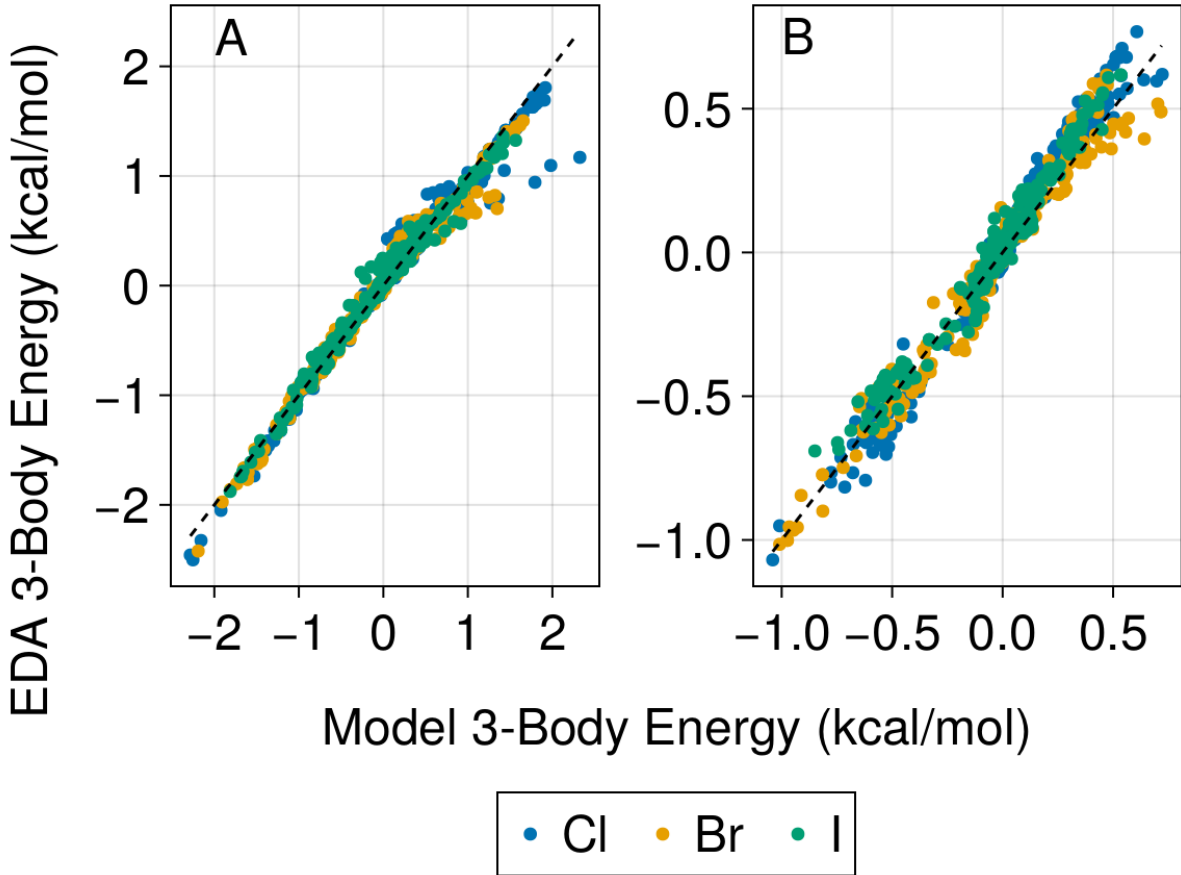 A
B
EDA 3-Body Energy (kcal/mol)
2
1
0
−1
−2
−2 −1 0 1 2
0.5
0.0
−0.5
−1.0
−1.0 −0.5 0.0 0.5
Model 3-Body Energy (kcal/mol)
Cl Br I